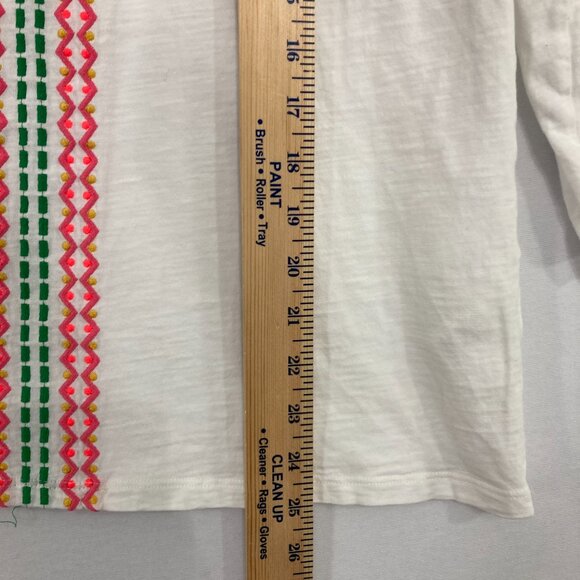 16
17
18
19
20
21
22
23
24
25
26
PAINT
• Brush • Roller • Tray
CLEAN UP
• Cleaner • Rags • Gloves